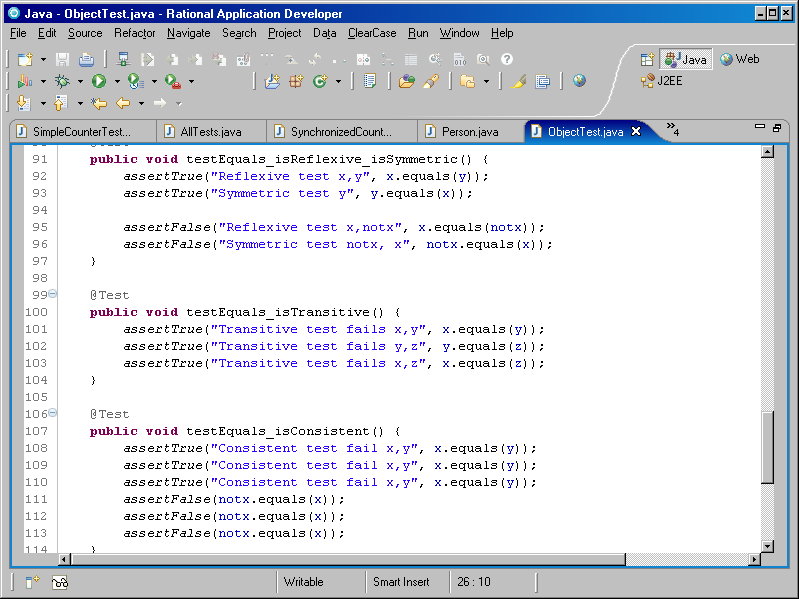 Java - ObjectTest.java - Rational Application Developer
File Edit Source Refactor Navigate Search Project Data ClearCase Run Window Help
Java Web
J2EE
SimpleCounterTest... AllTests.java SynchronizedCount... Person.java ObjectTest.java »4
91 public void testEquals_isReflexive_isSymmetric() {
92 assertTrue("Reflexive test x,y", x.equals(y));
93 assertTrue("Symmetric test y", y.equals(x));
94
95 assertFalse("Reflexive test x,notx", x.equals(notx));
96 assertFalse("Symmetric test notx, x", notx.equals(x));
97 }
98
99 @Test
100 public void testEquals_isTransitive() {
101 assertTrue("Transitive test fails x,y", x.equals(y));
102 assertTrue("Transitive test fails y,z", y.equals(z));
103 assertTrue("Transitive test fails x,z", x.equals(z));
104 }
105
106 @Test
107 public void testEquals_isConsistent() {
108 assertTrue("Consistent test fail x,y", x.equals(y));
109 assertTrue("Consistent test fail x,y", x.equals(y));
110 assertTrue("Consistent test fail x,y", x.equals(y));
111 assertFalse(notx.equals(x));
112 assertFalse(notx.equals(x));
113 assertFalse(notx.equals(x));
114 }
Writable Smart Insert 26 : 10